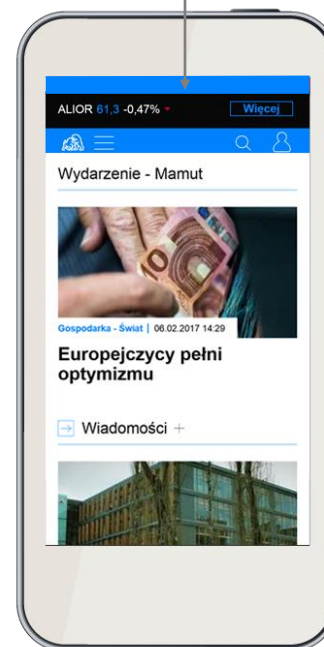 ALIOR 61,3 -0,47%
Więcej
Wydarzenie - Mamut
10
Gospodarka - Świat | 06.02.2017 14:29
Europejczycy pełni
optymizmu
Wiadomości +